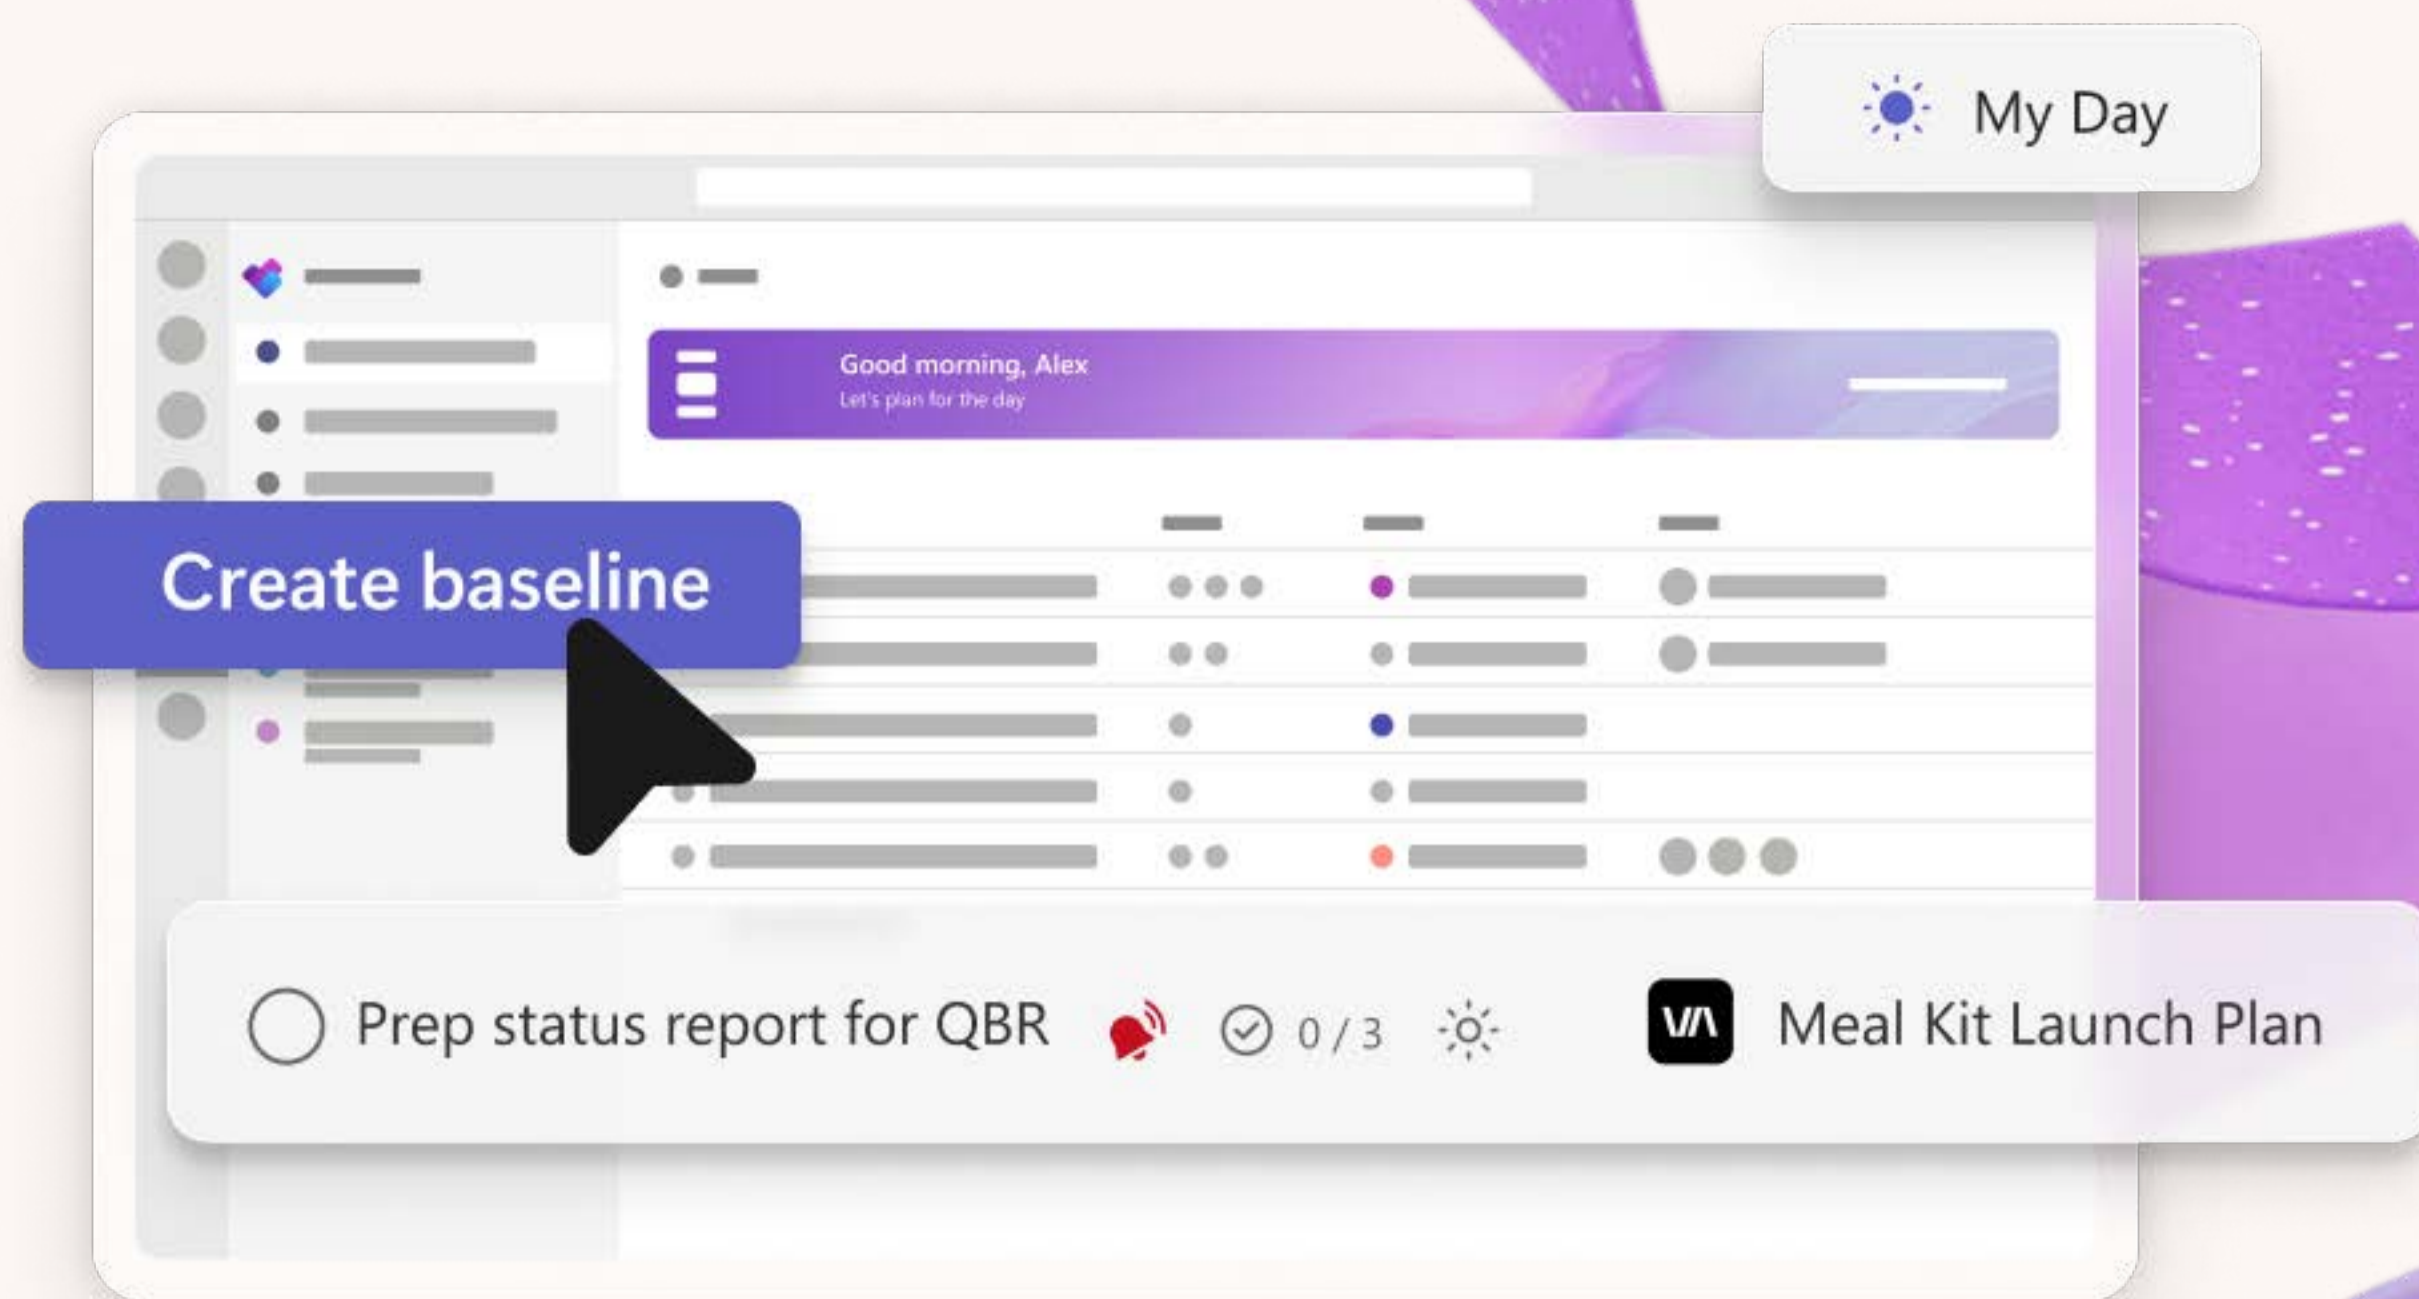 My Day
Good morning, Alex
Let's plan for the day
Create baseline
Prep status report for QBR
0 / 3
Meal Kit Launch Plan